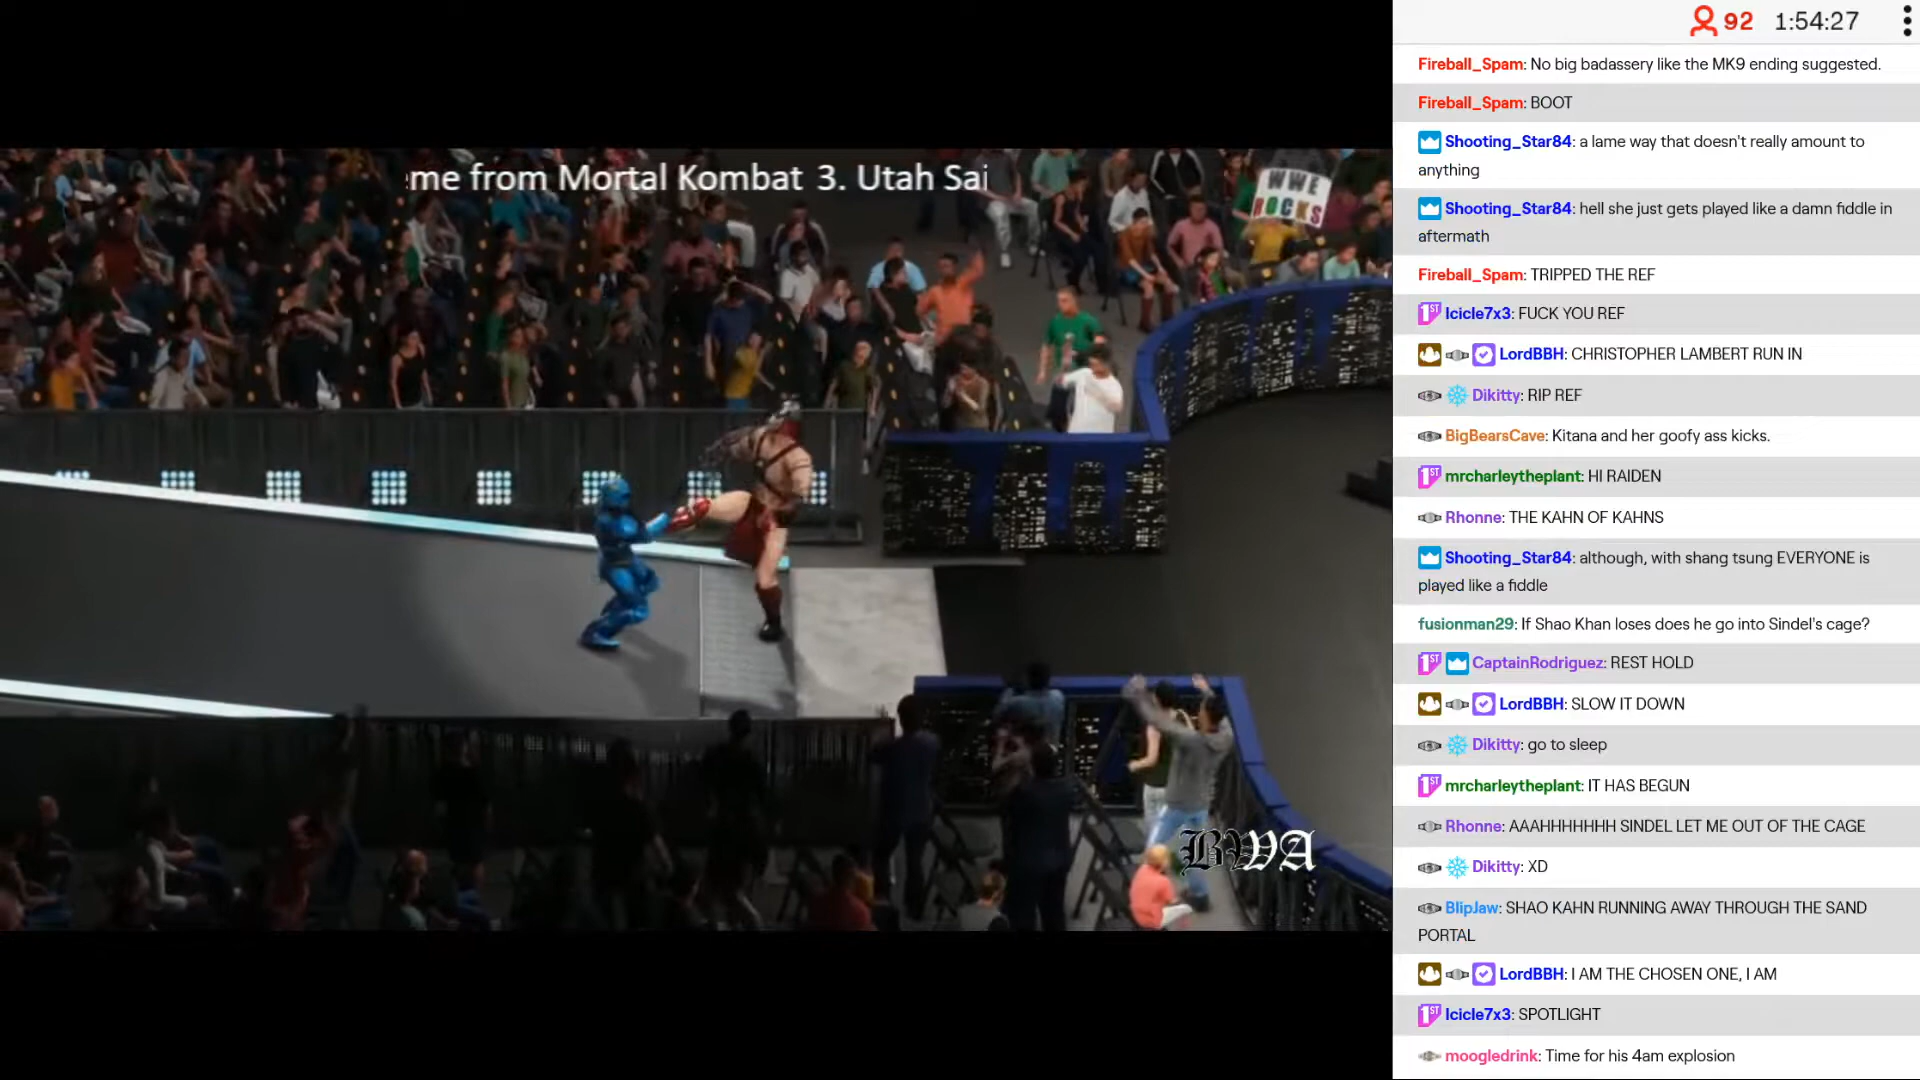 92 1:54:27
Fireball_Spam: No big badassery like the MK9 ending suggested.
Fireball_Spam: BOOT
Shooting_Star84: a lame way that doesn't really amount to
anything
Shooting_Star84: hell she just gets played like a damn fiddle in
aftermath
Fireball_Spam: TRIPPED THE REF
1ST Icicle7x3: FUCK YOU REF
LordBBH: CHRISTOPHER LAMBERT RUN IN
Dikitty: RIP REF
BigBearsCave: Kitana and her goofy ass kicks.
1ST mrcharleytheplant: HI RAIDEN
Rhonne: THE KAHN OF KAHNS
Shooting_Star84: although, with shang tsung EVERYONE is
played like a fiddle
fusionman29: If Shao Khan loses does he go into Sindel's cage?
1ST CaptainRodriguez: REST HOLD
LordBBH: SLOW IT DOWN
Dikitty: go to sleep
1ST mrcharleytheplant: IT HAS BEGUN
Rhonne: AAAHHHHHHH SINDEL LET ME OUT OF THE CAGE
Dikitty: XD
BlipJaw: SHAO KAHN RUNNING AWAY THROUGH THE SAND
PORTAL
LordBBH: I AM THE CHOSEN ONE, I AM
1ST Icicle7x3: SPOTLIGHT
moogledrink: Time for his 4am explosion
me from Mortal Kombat 3. Utah Sai
WWE
ROCKS
BWA